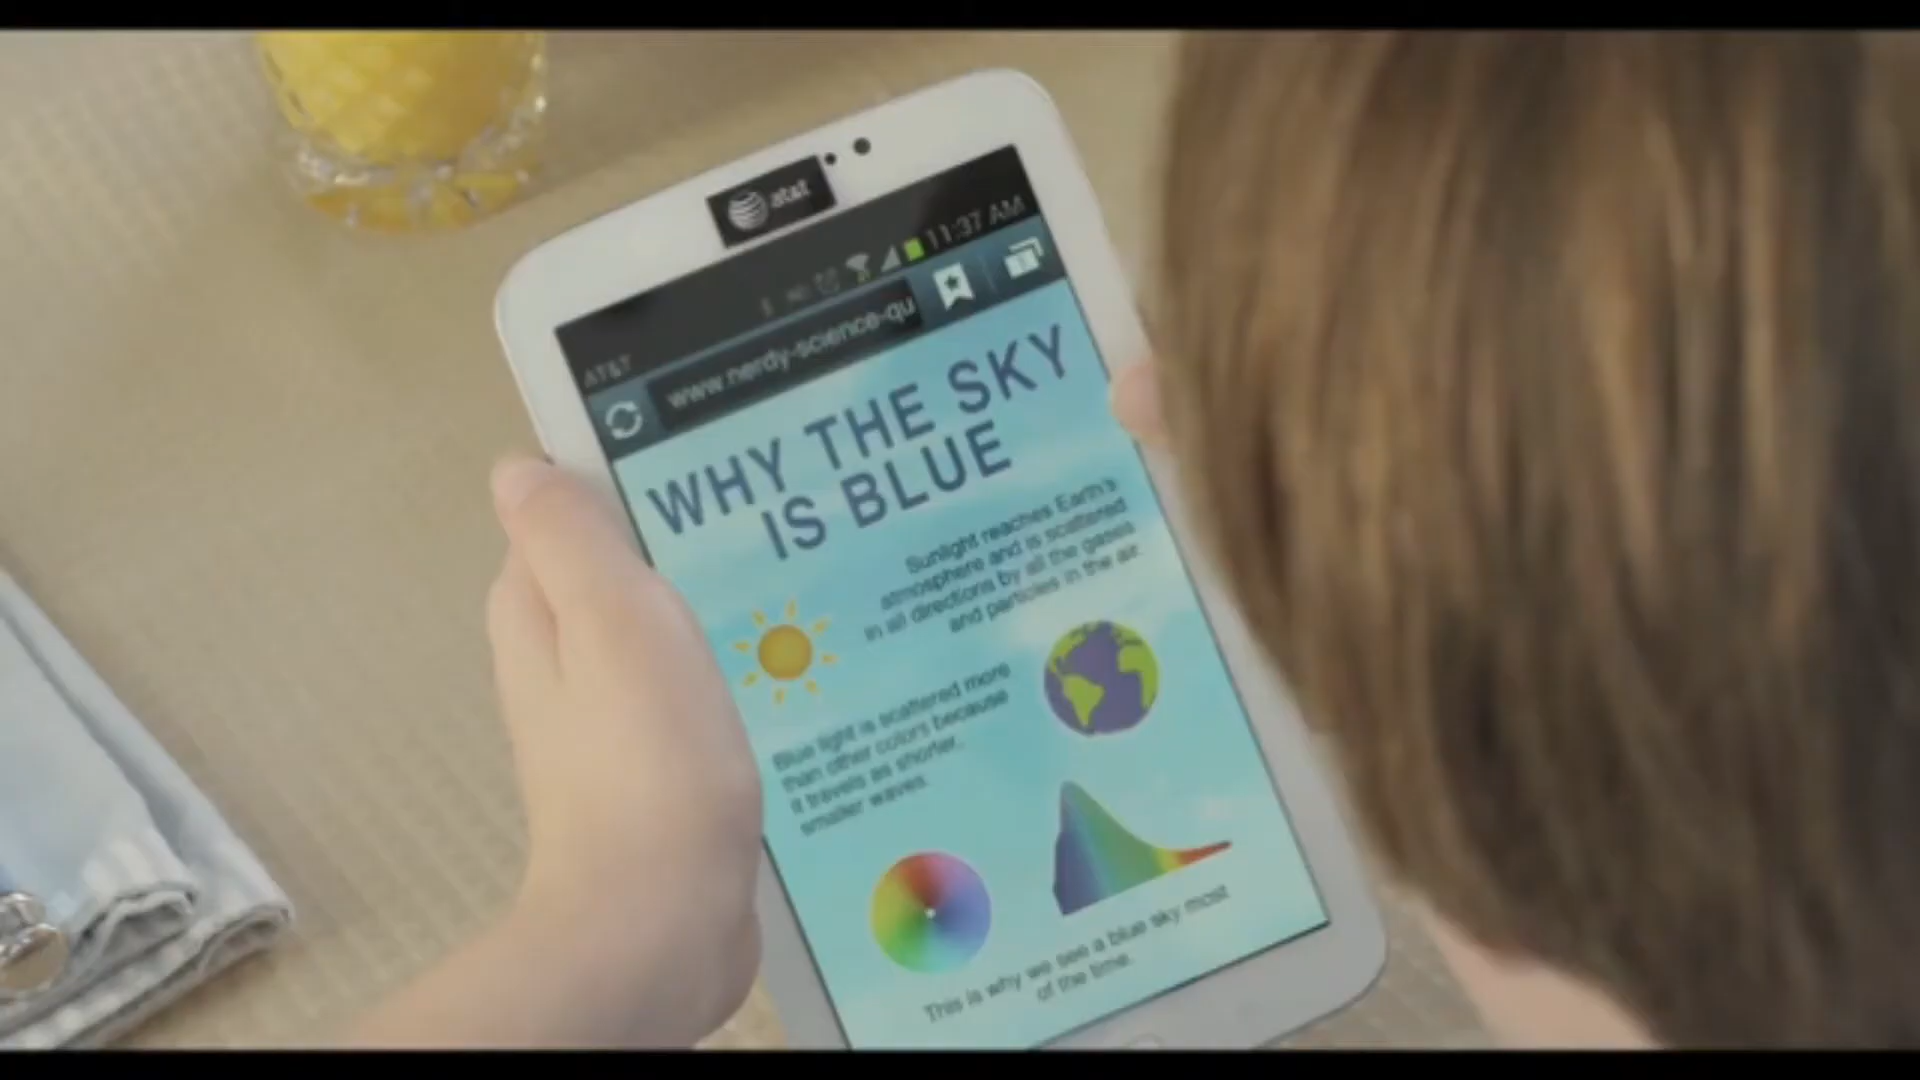 at&t
11:37 AM
AT&T
www.nerdy-science-qu
WHY THE SKY
IS BLUE
Sunlight reaches Earth's
atmosphere and is scattered
in all directions by all the gases
and particles in the air.
Blue light is scattered more
than other colors because
it travels as shorter,
smaller waves.
This is why we see a blue sky most
of the time.